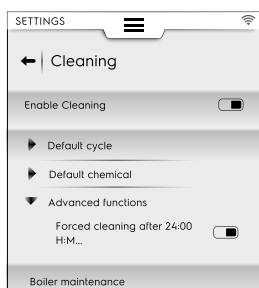 SETTINGS
Cleaning
Enable Cleaning
Default cycle
Default chemical
Advanced functions
Forced cleaning after 24:00
H:M...
Boiler maintenance